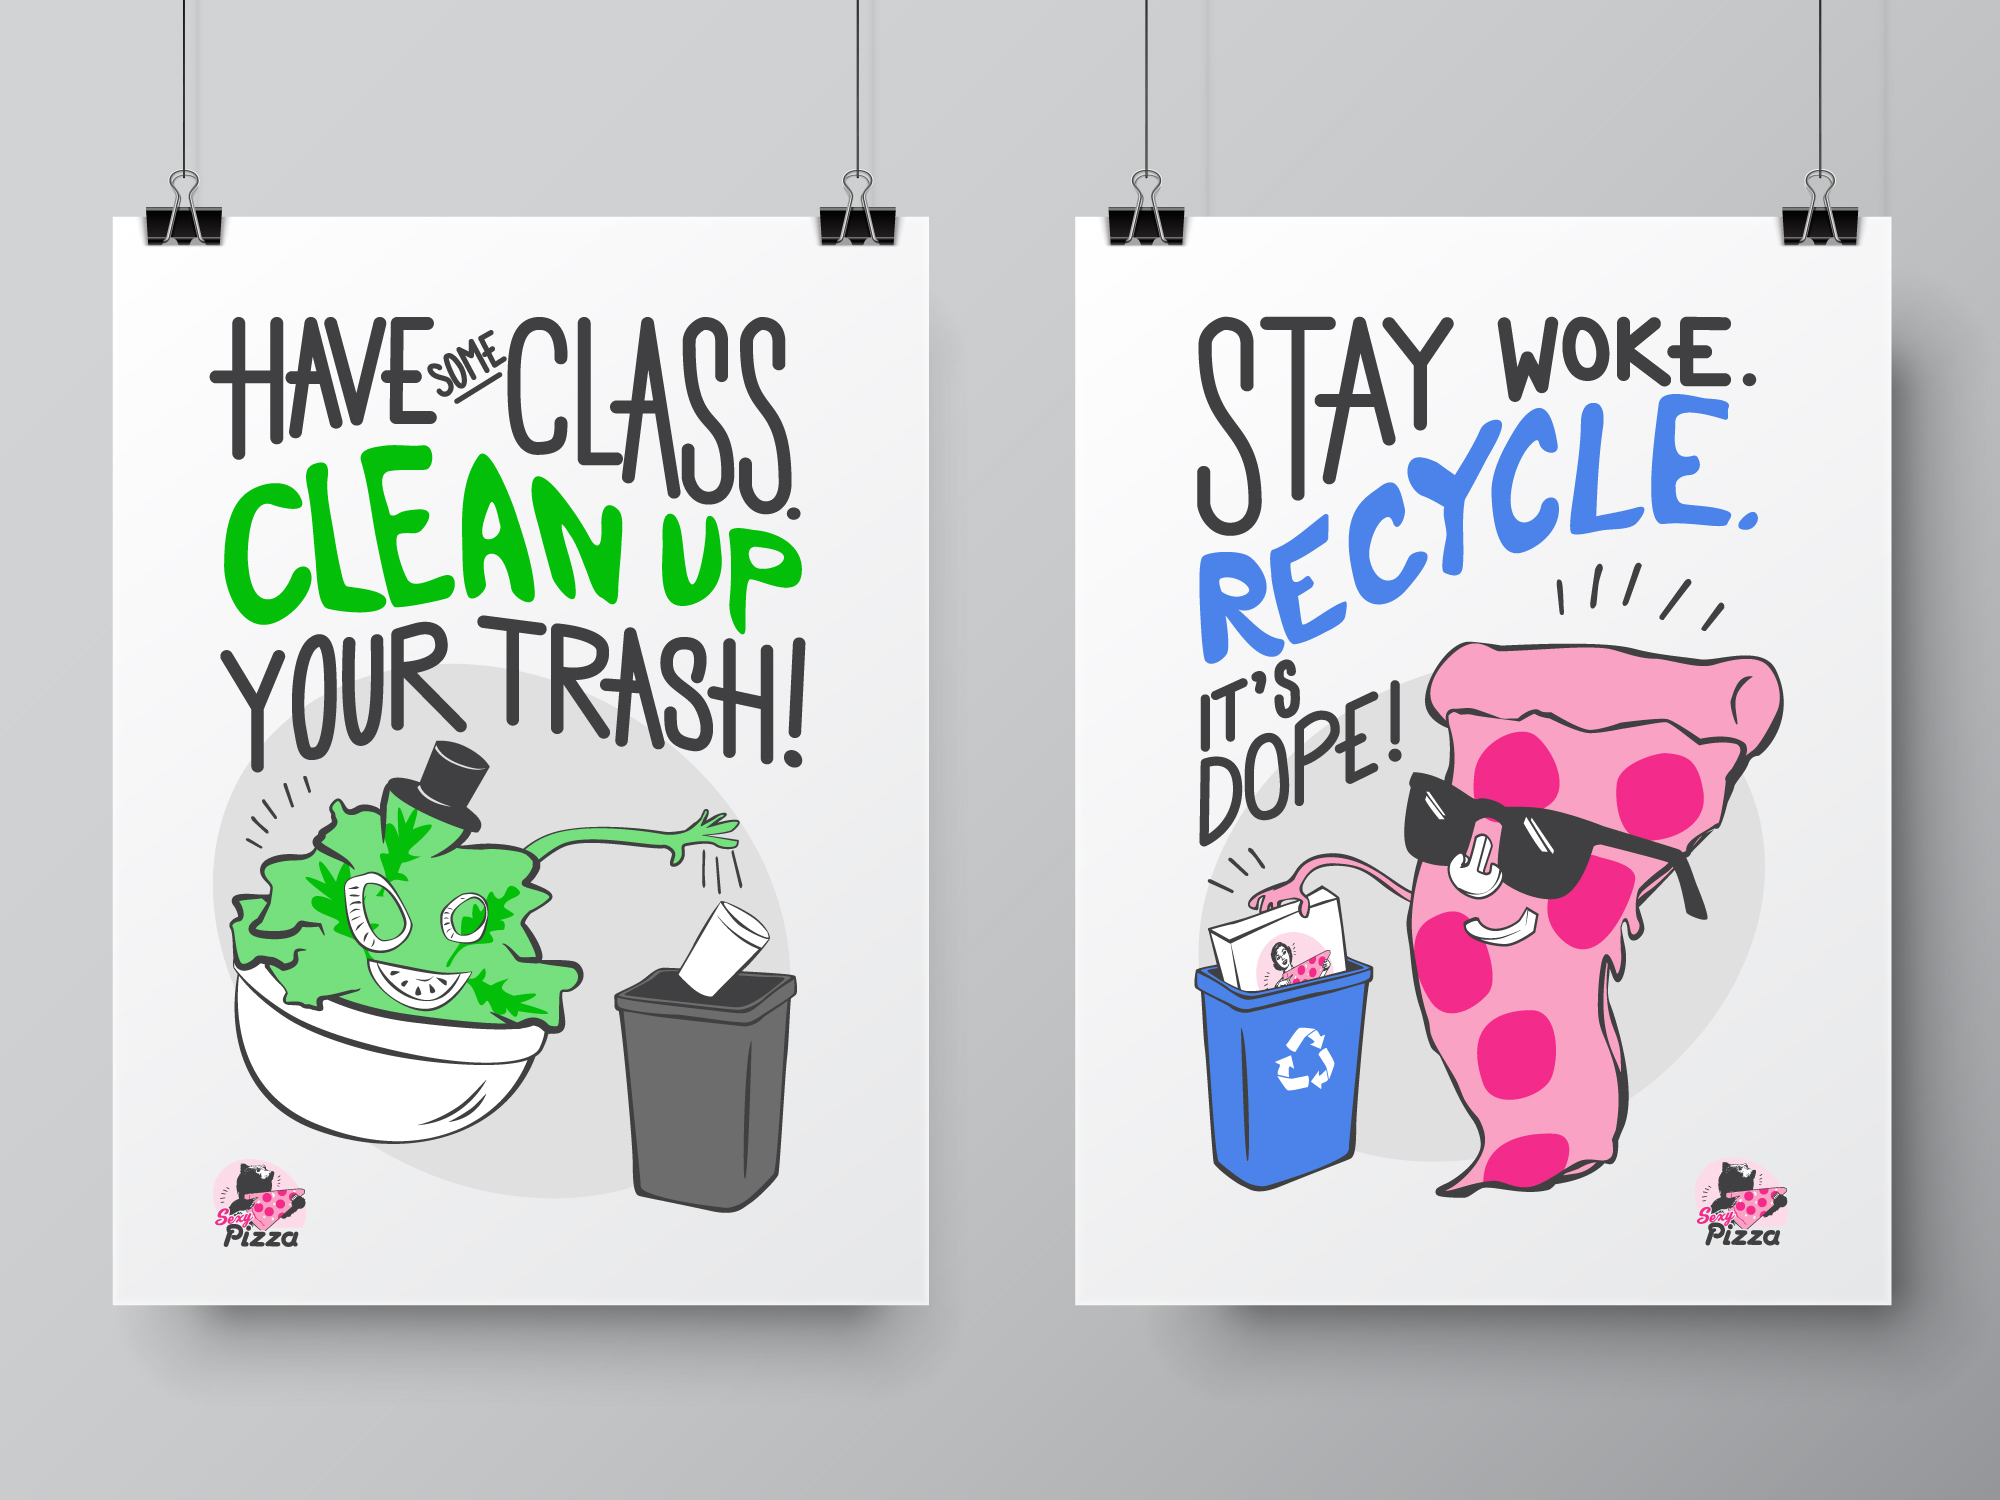 HAVE SOME CLASS.
CLEAN UP
YOUR TRASH!
Sexy
Pizza
STAY WOKE.
RECYCLE.
IT'S
DOPE!
Sexy
Pizza